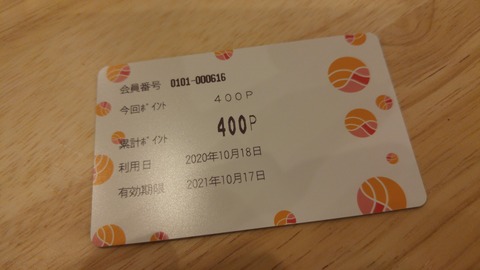 会員番号 0101-000616
今回ﾎﾟｲﾝﾄ 400P
累計ﾎﾟｲﾝﾄ 400P
利用日 2020年10月18日
有効期限 2021年10月17日